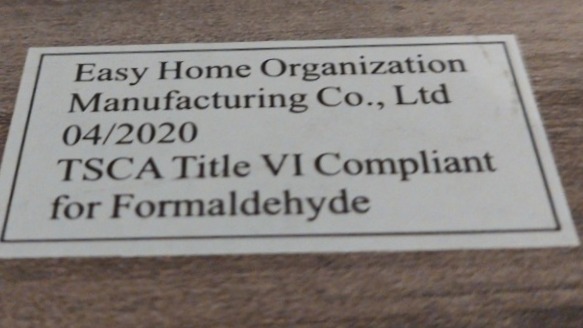 Easy Home Organization
Manufacturing Co., Ltd
04/2020
TSCA Title VI Compliant
for Formaldehyde